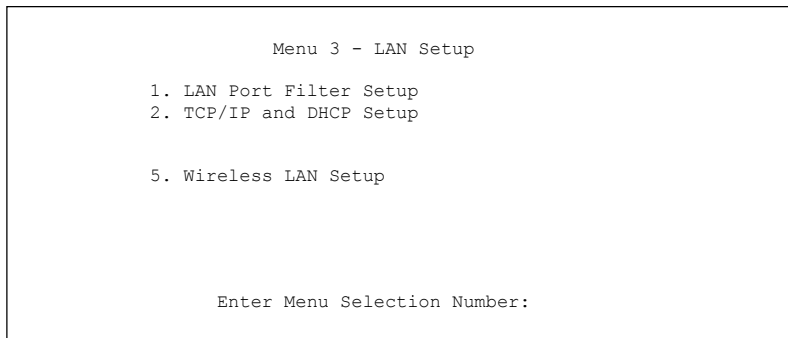 Menu 3 - LAN Setup
1. LAN Port Filter Setup
2. TCP/IP and DHCP Setup
5. Wireless LAN Setup
Enter Menu Selection Number: